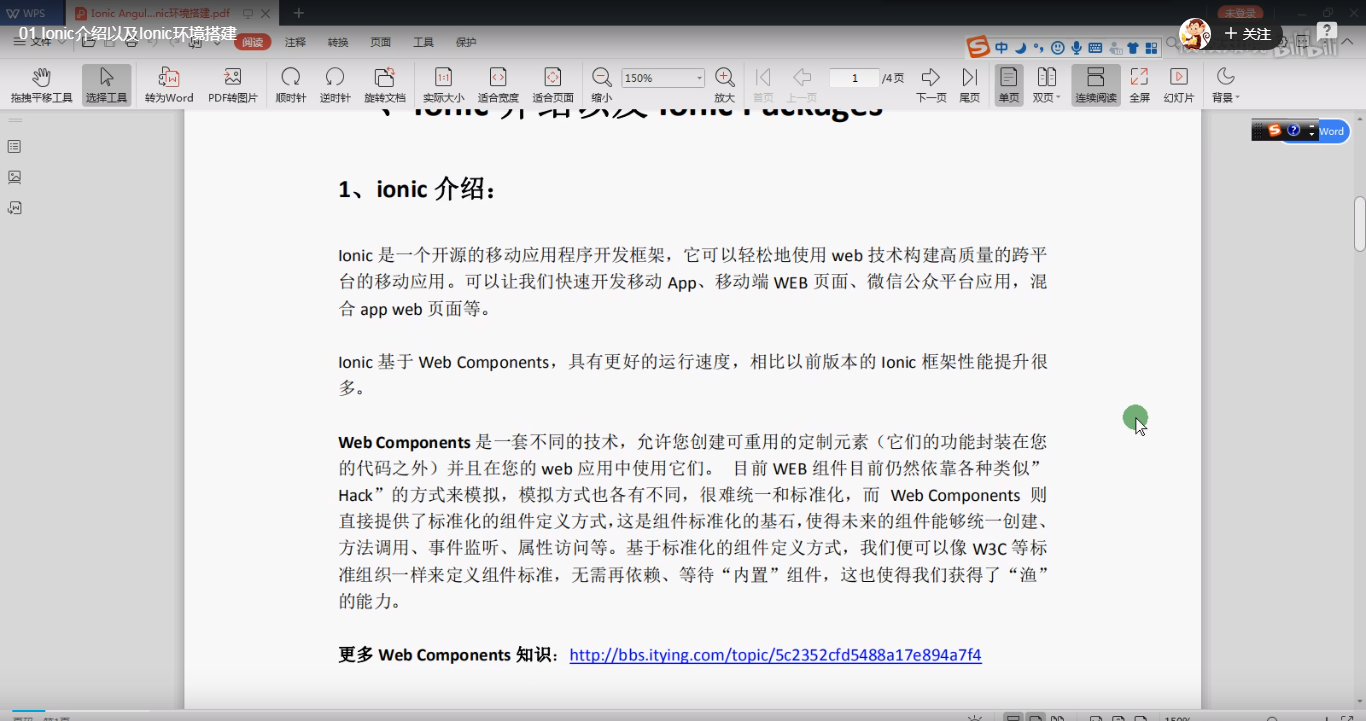 WPS
Ionic Angul...nic环境搭建.pdf
未登录
01 Ionic介绍以及Ionic环境搭建
文件
阅读
注释
转换
页面
工具
保护
中
+ 关注
bilibili
拖拽平移工具
选择工具
转为Word
PDF转图片
顺时针
逆时针
旋转文档
实际大小
适合宽度
适合页面
缩小
150%
放大
首页
上一页
1
/4页
下一页
尾页
单页
双页
连续阅读
全屏
幻灯片
背景
Word
、Ionic 介绍以及 Ionic Packages
1、ionic 介绍：
Ionic 是一个开源的移动应用程序开发框架，它可以轻松地使用 web 技术构建高质量的跨平
台的移动应用。可以让我们快速开发移动 App、移动端 WEB 页面、微信公众平台应用，混
合 app web 页面等。
Ionic 基于 Web Components，具有更好的运行速度，相比以前版本的 Ionic 框架性能提升很
多。
Web Components 是一套不同的技术，允许您创建可重用的定制元素（它们的功能封装在您
的代码之外）并且在您的 web 应用中使用它们。 目前 WEB 组件目前仍然依靠各种类似”
Hack”的方式来模拟，模拟方式也各有不同，很难统一和标准化，而 Web Components 则
直接提供了标准化的组件定义方式，这是组件标准化的基石，使得未来的组件能够统一创建、
方法调用、事件监听、属性访问等。基于标准化的组件定义方式，我们便可以像 W3C 等标
准组织一样来定义组件标准，无需再依赖、等待“内置”组件，这也使得我们获得了“渔”
的能力。
更多 Web Components 知识：http://bbs.itying.com/topic/5c2352cfd5488a17e894a7f4
150%